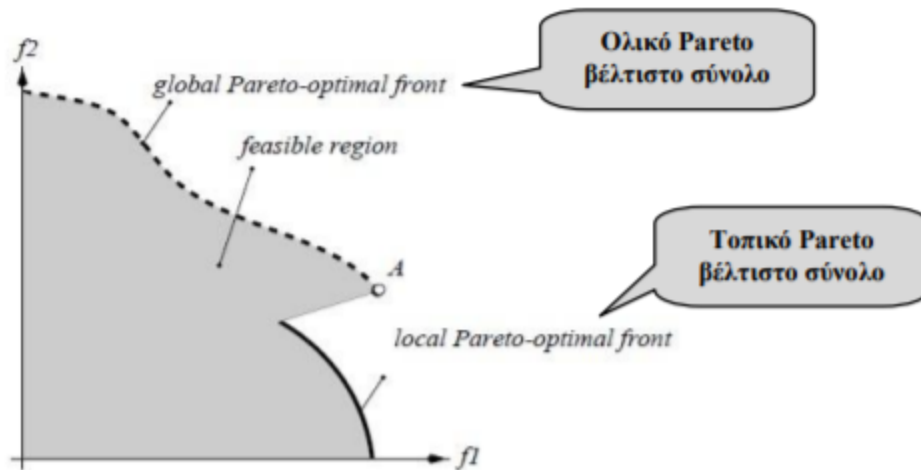 f2
Ολικό Pareto
βέλτιστο σύνολο
global Pareto-optimal front
feasible region
Τοπικό Pareto
βέλτιστο σύνολο
A
local Pareto-optimal front
f1